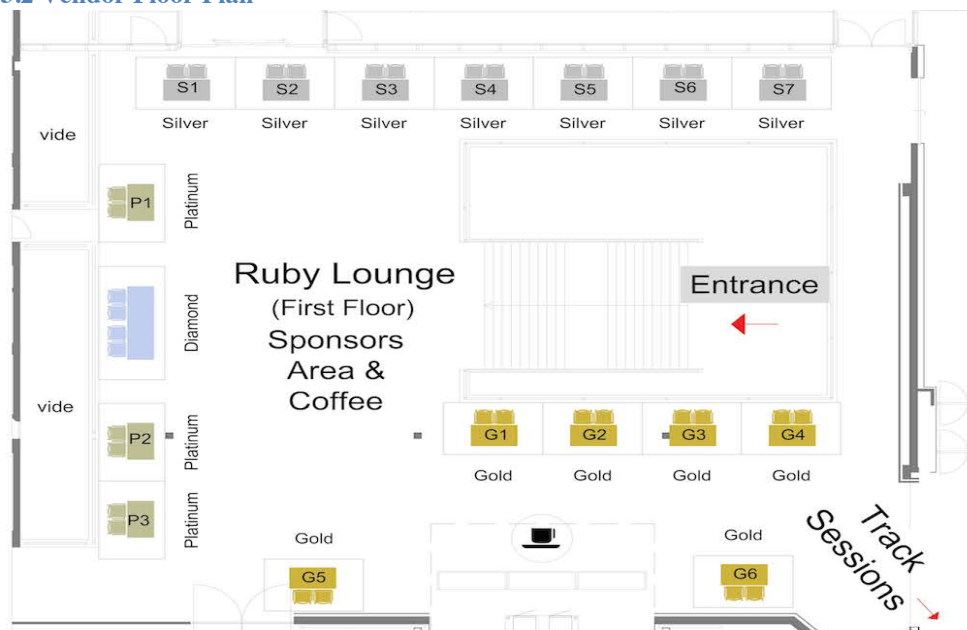 5.2 Vendor Floor Plan
S1 S2 S3 S4 S5 S6 S7
Silver Silver Silver Silver Silver Silver Silver
vide
P1
Platinum
Diamond
Ruby Lounge
(First Floor)
Sponsors
Area &
Coffee
Entrance
vide
P2
Platinum
G1 G2 G3 G4
Gold Gold Gold Gold
P3
Platinum
Gold
G5
Gold
G6
Track
Sessions